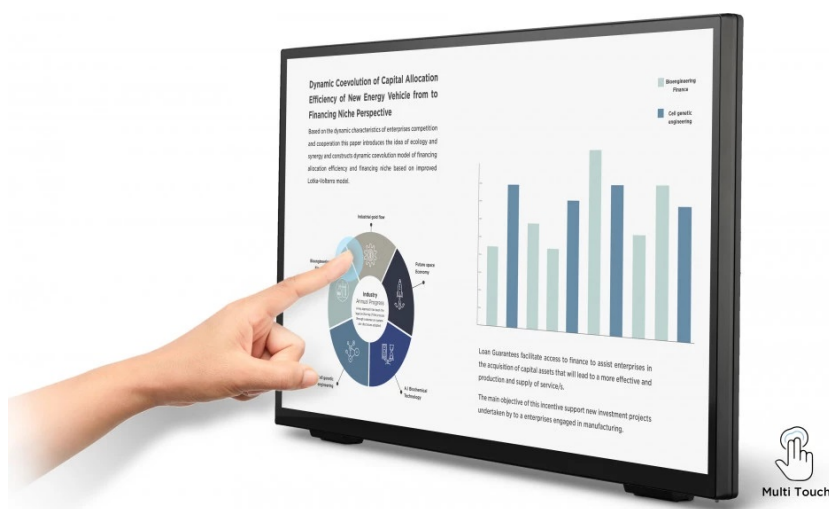 Dynamic Coevolution of Capital Allocation
Efficiency of New Energy Vehicle from to
Financing Niche Perspective
Based on the dynamic characteristics of enterprises competition
and cooperation this paper introduces the idea of ecology and
synergy and constructs dynamic coevolution model of financing
allocation efficiency and financing niche based on improved
Lotka-Volterra model.
Industrial gold flow
Future space
Economy
Industry
Annual Progress
A.I Biochemical
Technology
engineering
Bioengineering
Finance
Cell genetic
engineering
Loan Guarantees facilitate access to finance to assist enterprises in
the acquisition of capital assets that will lead to a more effective and
production and supply of service/s.
The main objective of this incentive support new investment projects
undertaken by to a enterprises engaged in manufacturing.
Multi Touch